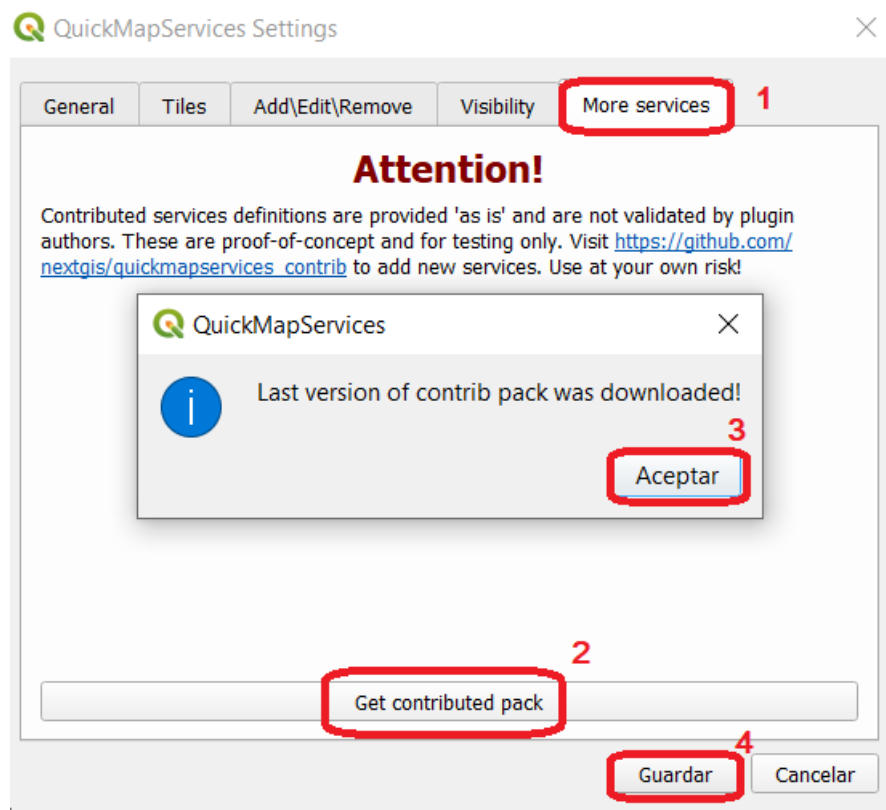 QuickMapServices Settings
General Tiles Add\Edit\Remove Visibility More services 1
Attention!
Contributed services definitions are provided 'as is' and are not validated by plugin
authors. These are proof-of-concept and for testing only. Visit https://github.com/
nextgis/quickmapservices_contrib to add new services. Use at your own risk!
QuickMapServices
Last version of contrib pack was downloaded!
3
Aceptar
2
Get contributed pack
4
Guardar Cancelar